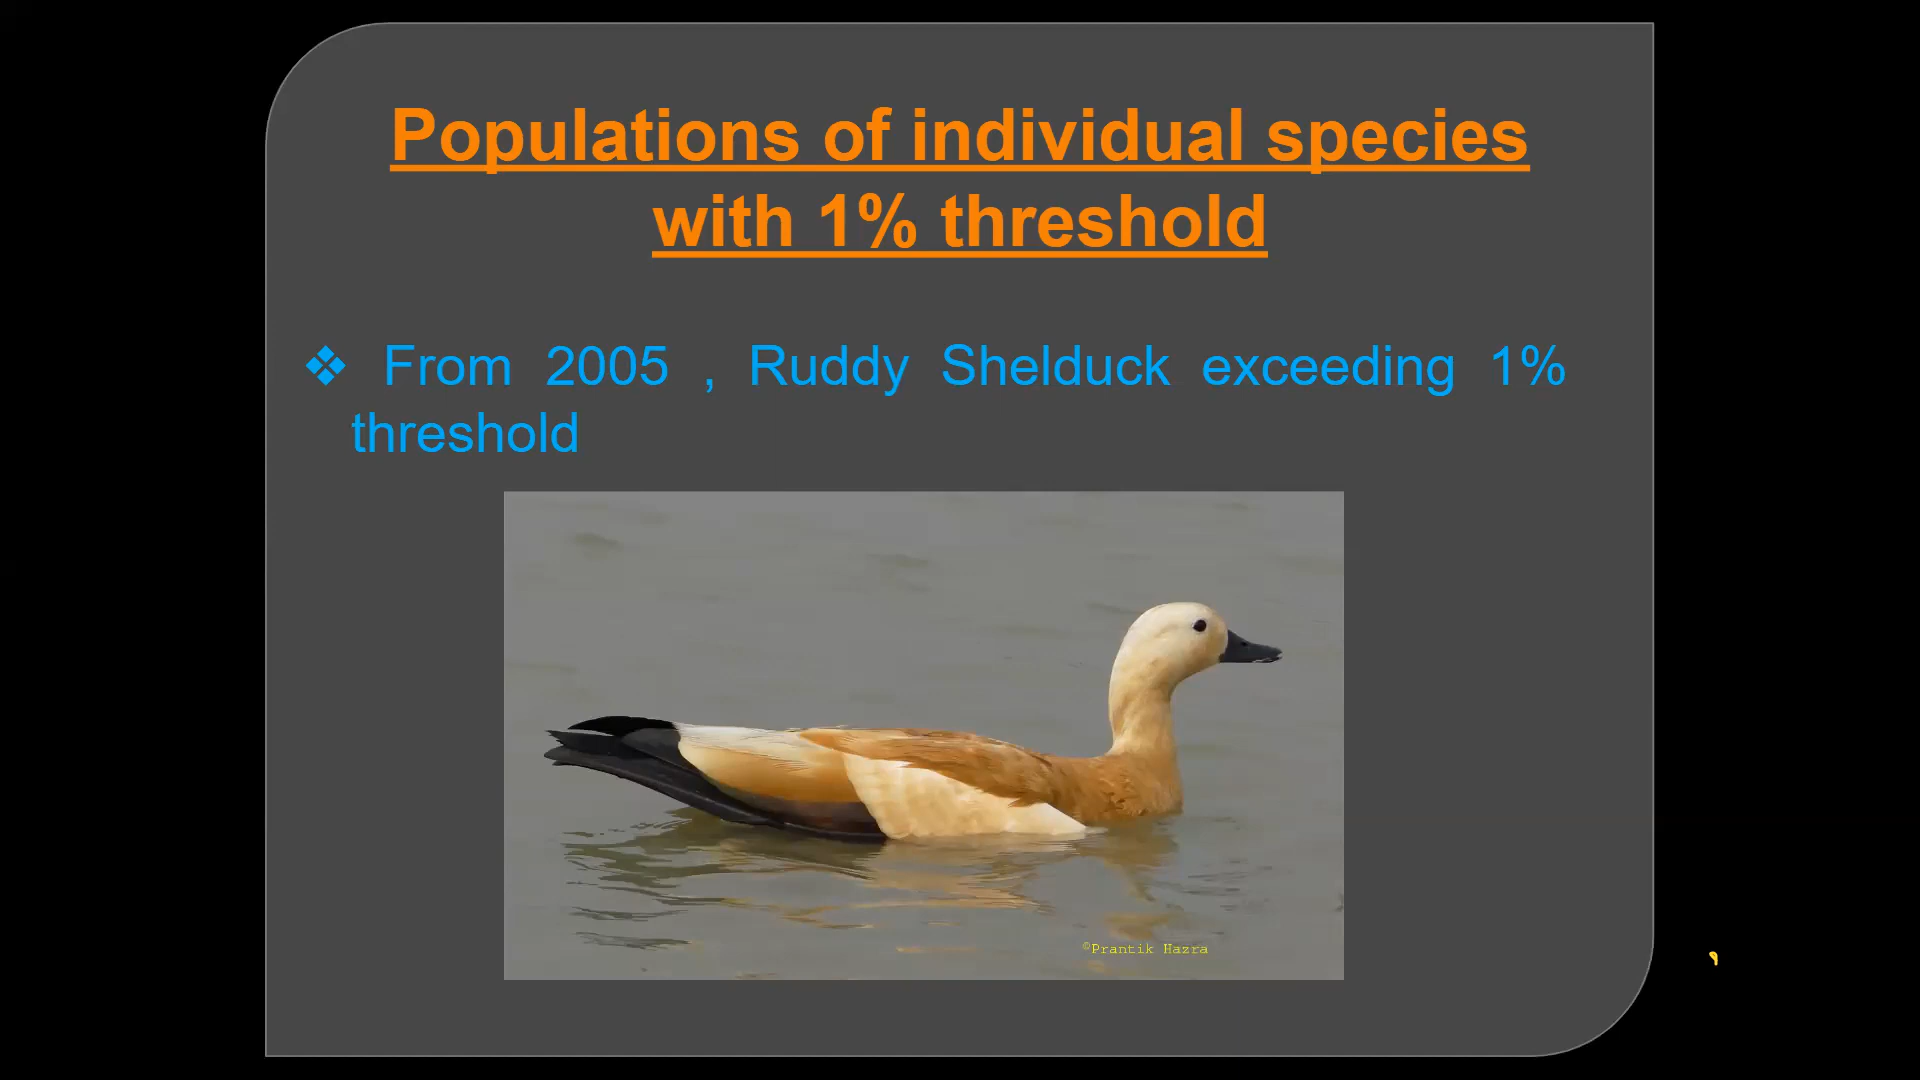 Populations of individual species
with 1% threshold
❖ From 2005 , Ruddy Shelduck exceeding 1%
threshold
©Prantik Hazra